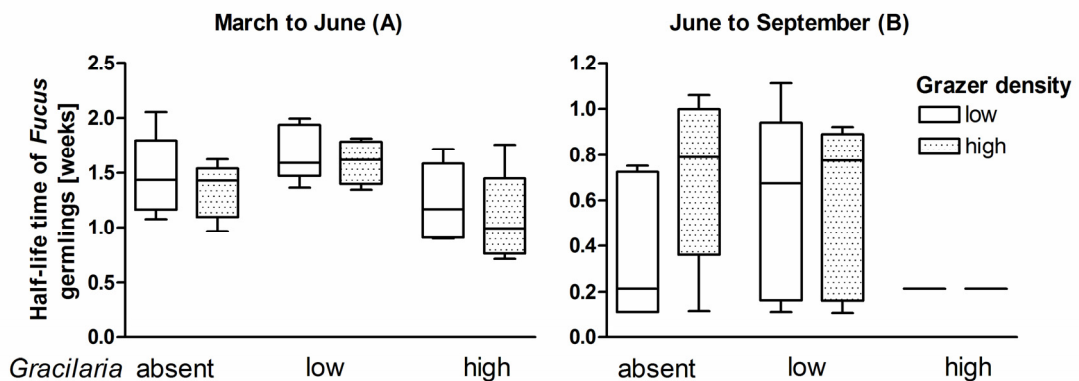 March to June (A)
June to September (B)
Half-life time of Fucus
germlings [weeks]
2.5
2.0
1.5
1.0
0.5
0.0
1.2
1.0
0.8
0.6
0.4
0.2
0.0
Grazer density
low
high
Gracilaria absent low high
absent low high